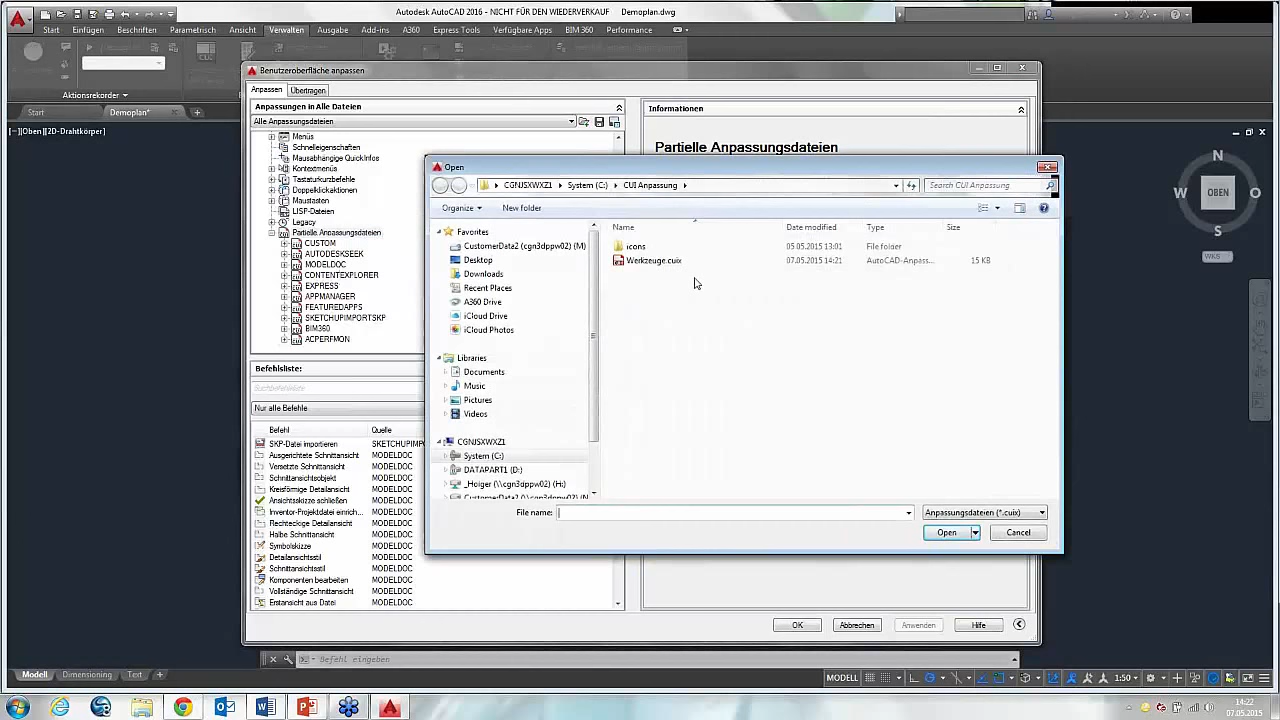 Autodesk AutoCAD 2016 - NICHT FÜR DEN WIEDERVERKAUF Demoplan.dwg
Start Einfügen Beschriften Parametrisch Ansicht Verwalten Ausgabe Add-ins A360 Express Tools Verfügbare Apps BIM 360 Performance
Aktionsrekorder
Start Demoplan*
[−][Oben][2D-Drahtkörper]
Benutzeroberfläche anpassen
Anpassen Übertragen
Anpassungen in Alle Dateien
Alle Anpassungsdateien
Menüs
Schnelleigenschaften
Mausabhängige QuickInfos
Kontextmenüs
Tastaturkurzbefehle
Doppelklickaktionen
Maustasten
LISP-Dateien
Legacy
Partielle Anpassungsdateien
CUSTOM
AUTODESKSEEK
MODELDOC
CONTENTEXPLORER
EXPRESS
APPMANAGER
FEATUREDAPPS
SKETCHUPIMPORTSKP
BIM360
ACPERFMON
Informationen
Partielle Anpassungsdateien
Open
CGNJSXWXZ1 System (C:) CUI Anpassung
Search CUI Anpassung
Organize New folder
Favorites
CustomerData2 (cgn3dppw02) (M)
Desktop
Downloads
Recent Places
A360 Drive
iCloud Drive
iCloud Photos
Libraries
Documents
Music
Pictures
Videos
CGNJSXWXZ1
System (C:)
DATAPART1 (D:)
_Holger (\\cgn3dppw02) (H:)
CustomerData2 (\\cgn3dppw02) (N
Name Date modified Type Size
icons 05.05.2015 13:01 File folder
Werkzeuge.cuix 07.05.2015 14:21 AutoCAD-Anpass... 15 KB
File name: Anpassungsdateien (*.cuix)
Open Cancel
Befehlsliste:
Suchbefehlsliste
Nur alle Befehle
Befehl Quelle
SKP-Datei importieren SKETCHUPIMP
Ausgerichtete Schnittansicht MODELDOC
Versetzte Schnittansicht MODELDOC
Schnittansichtsobjekt MODELDOC
Kreisförmige Detailansicht MODELDOC
Ansichtsskizze schließen MODELDOC
Inventor-Projektdatei einrich... MODELDOC
Rechteckige Detailansicht MODELDOC
Halbe Schnittansicht MODELDOC
Symbolskizze MODELDOC
Detailansichtsstil MODELDOC
Schnittansichtsstil MODELDOC
Komponenten bearbeiten MODELDOC
Vollständige Schnittansicht MODELDOC
Erstansicht aus Datei MODELDOC
OK Abbrechen Anwenden Hilfe
N
W OBEN O
S
WKS
Befehl eingeben
Modell Dimensioning Text
MODELL 1:50
14:22
07.05.2015